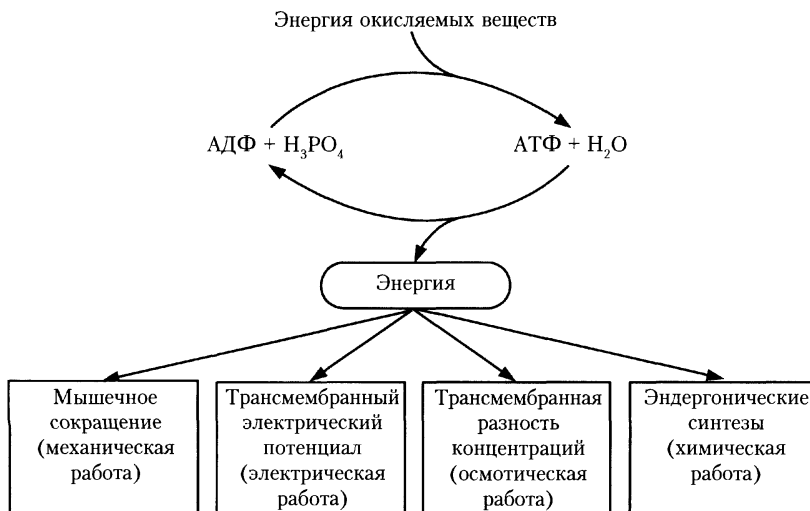 Энергия окисляемых веществ
АДФ + H₃PO₄
АТФ + H₂O
Энергия
Мышечное
сокращение
(механическая
работа)
Трансмембранный
электрический
потенциал
(электрическая
работа)
Трансмембранная
разность
концентраций
(осмотическая
работа)
Эндергонические
синтезы
(химическая
работа)